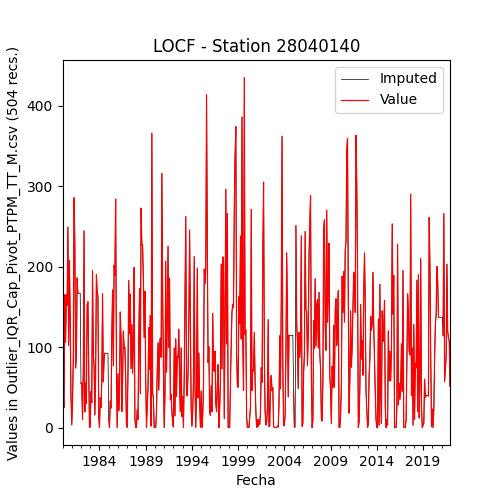 LOCF - Station 28040140
Imputed
Value
Values in Outlier_IQR_Cap_Pivot_PTPM_TT_M.csv (504 recs.)
400
300
200
100
0
1984 1989 1994 1999 2004 2009 2014 2019
Fecha